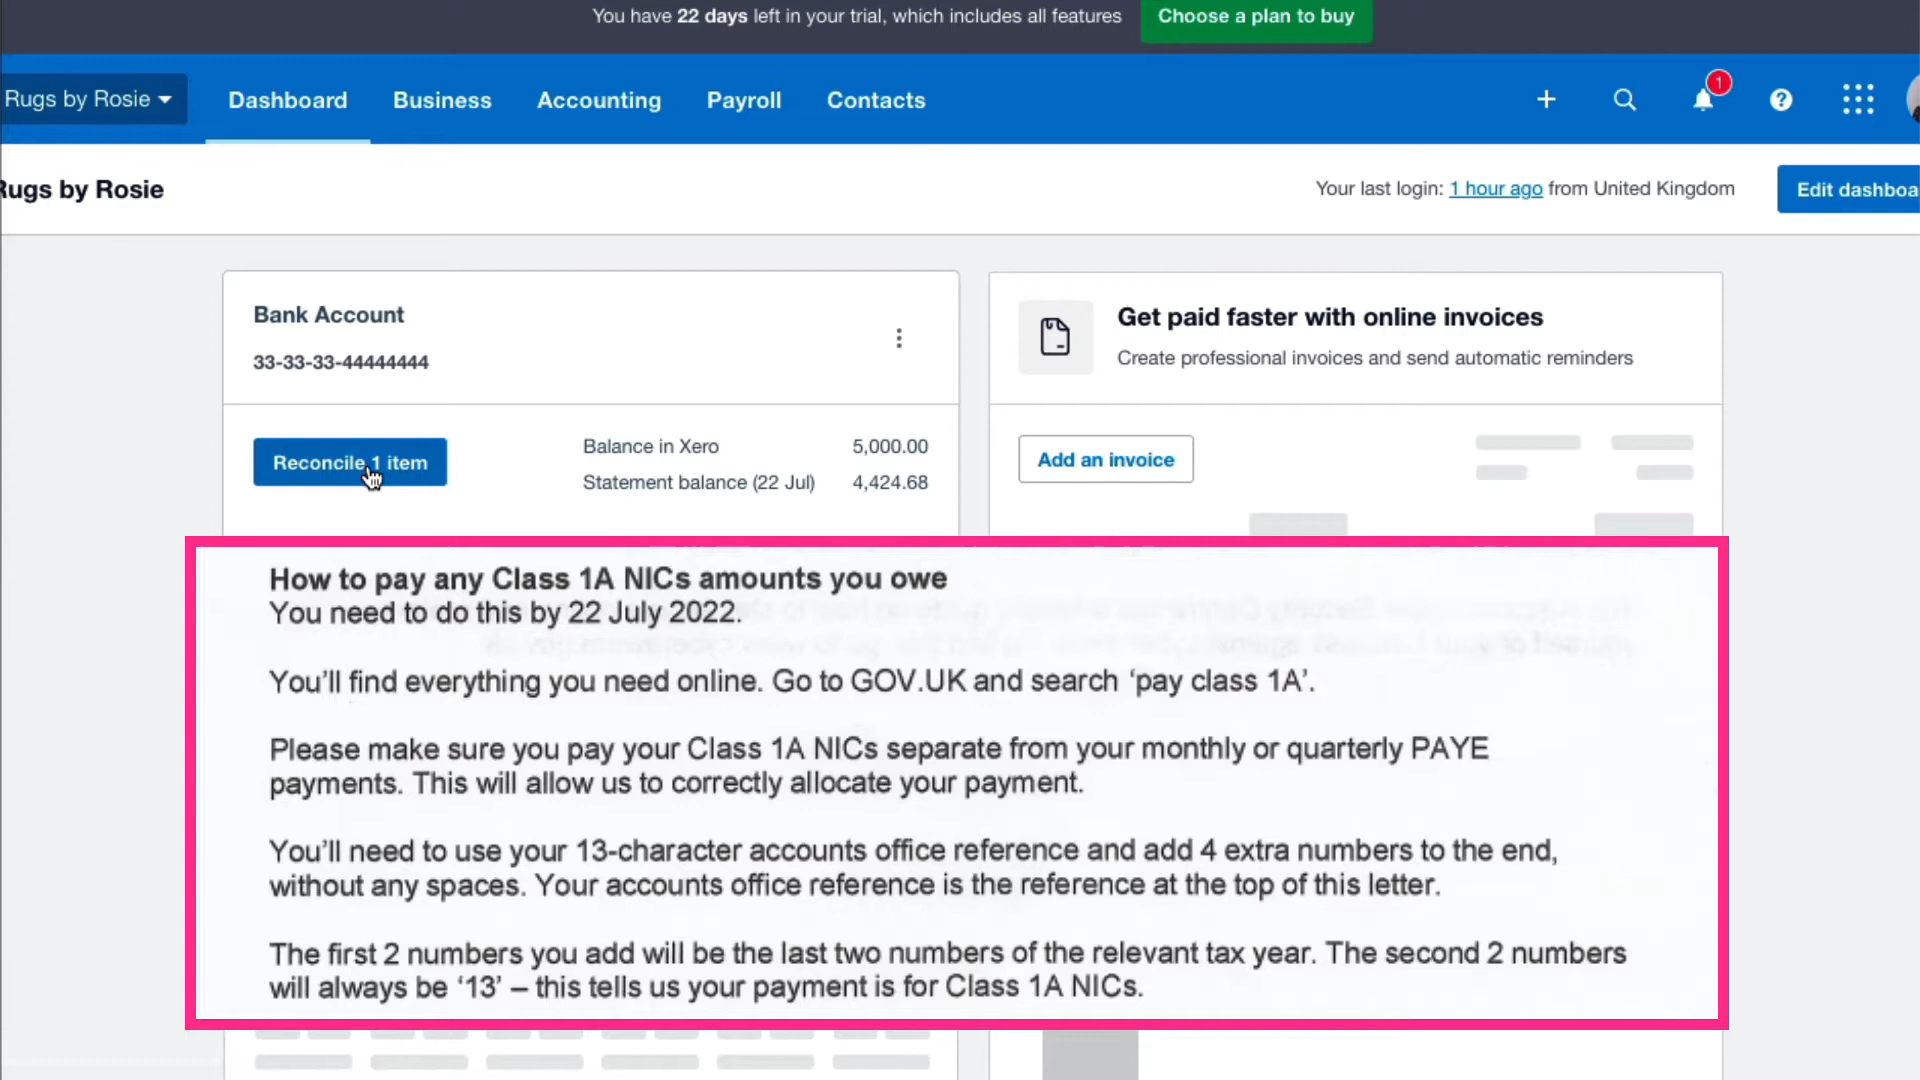 You have 22 days left in your trial, which includes all features
Choose a plan to buy
Rugs by Rosie
Dashboard
Business
Accounting
Payroll
Contacts
1
Rugs by Rosie
Your last login: 1 hour ago from United Kingdom
Edit dashboa
Bank Account
33-33-33-44444444
Reconcile 1 item
Balance in Xero 5,000.00
Statement balance (22 Jul) 4,424.68
Get paid faster with online invoices
Create professional invoices and send automatic reminders
Add an invoice
How to pay any Class 1A NICs amounts you owe
You need to do this by 22 July 2022.
You'll find everything you need online. Go to GOV.UK and search 'pay class 1A'.
Please make sure you pay your Class 1A NICs separate from your monthly or quarterly PAYE
payments. This will allow us to correctly allocate your payment.
You'll need to use your 13-character accounts office reference and add 4 extra numbers to the end,
without any spaces. Your accounts office reference is the reference at the top of this letter.
The first 2 numbers you add will be the last two numbers of the relevant tax year. The second 2 numbers
will always be '13' – this tells us your payment is for Class 1A NICs.